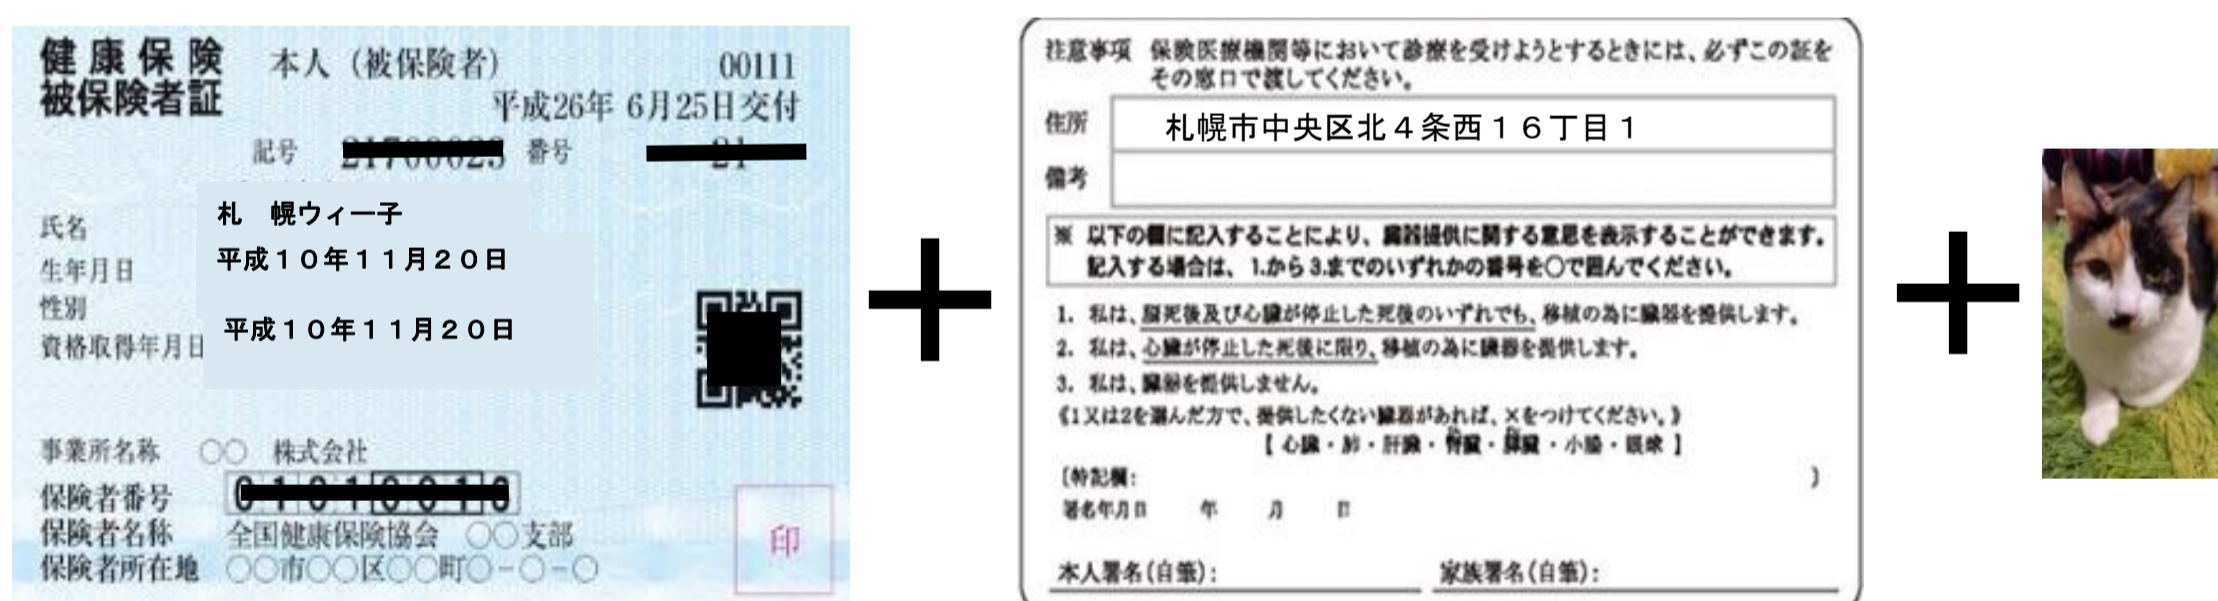 健康保険
被保険者証
本人（被保険者）
00111
平成26年 6月25日交付
記号
番号
氏名
札　幌ウィー子
生年月日
平成１０年１１月２０日
性別
資格取得年月日
平成１０年１１月２０日
事業所名称 ○○ 株式会社
保険者番号
保険者名称 全国健康保険協会 ○○支部
保険者所在地 ○○市○○区○○町○-○-○
印
注意事項 保険医療機関等において診療を受けようとするときには、必ずこの証を
その窓口で渡してください。
住所 札幌市中央区北４条西１６丁目１
備考
※ 以下の欄に記入することにより、臓器提供に関する意思を表示することができます。
記入する場合は、1.から3.までのいずれかの番号を○で囲んでください。
1. 私は、脳死後及び心臓が停止した死後のいずれでも、移植の為に臓器を提供します。
2. 私は、心臓が停止した死後に限り、移植の為に臓器を提供します。
3. 私は、臓器を提供しません。
《1又は2を選んだ方で、提供したくない臓器があれば、×をつけてください。》
【 心臓・肺・肝臓・腎臓・膵臓・小腸・眼球 】
〔特記欄: 〕
署名年月日 年 月 日
本人署名(自筆):
家族署名(自筆):